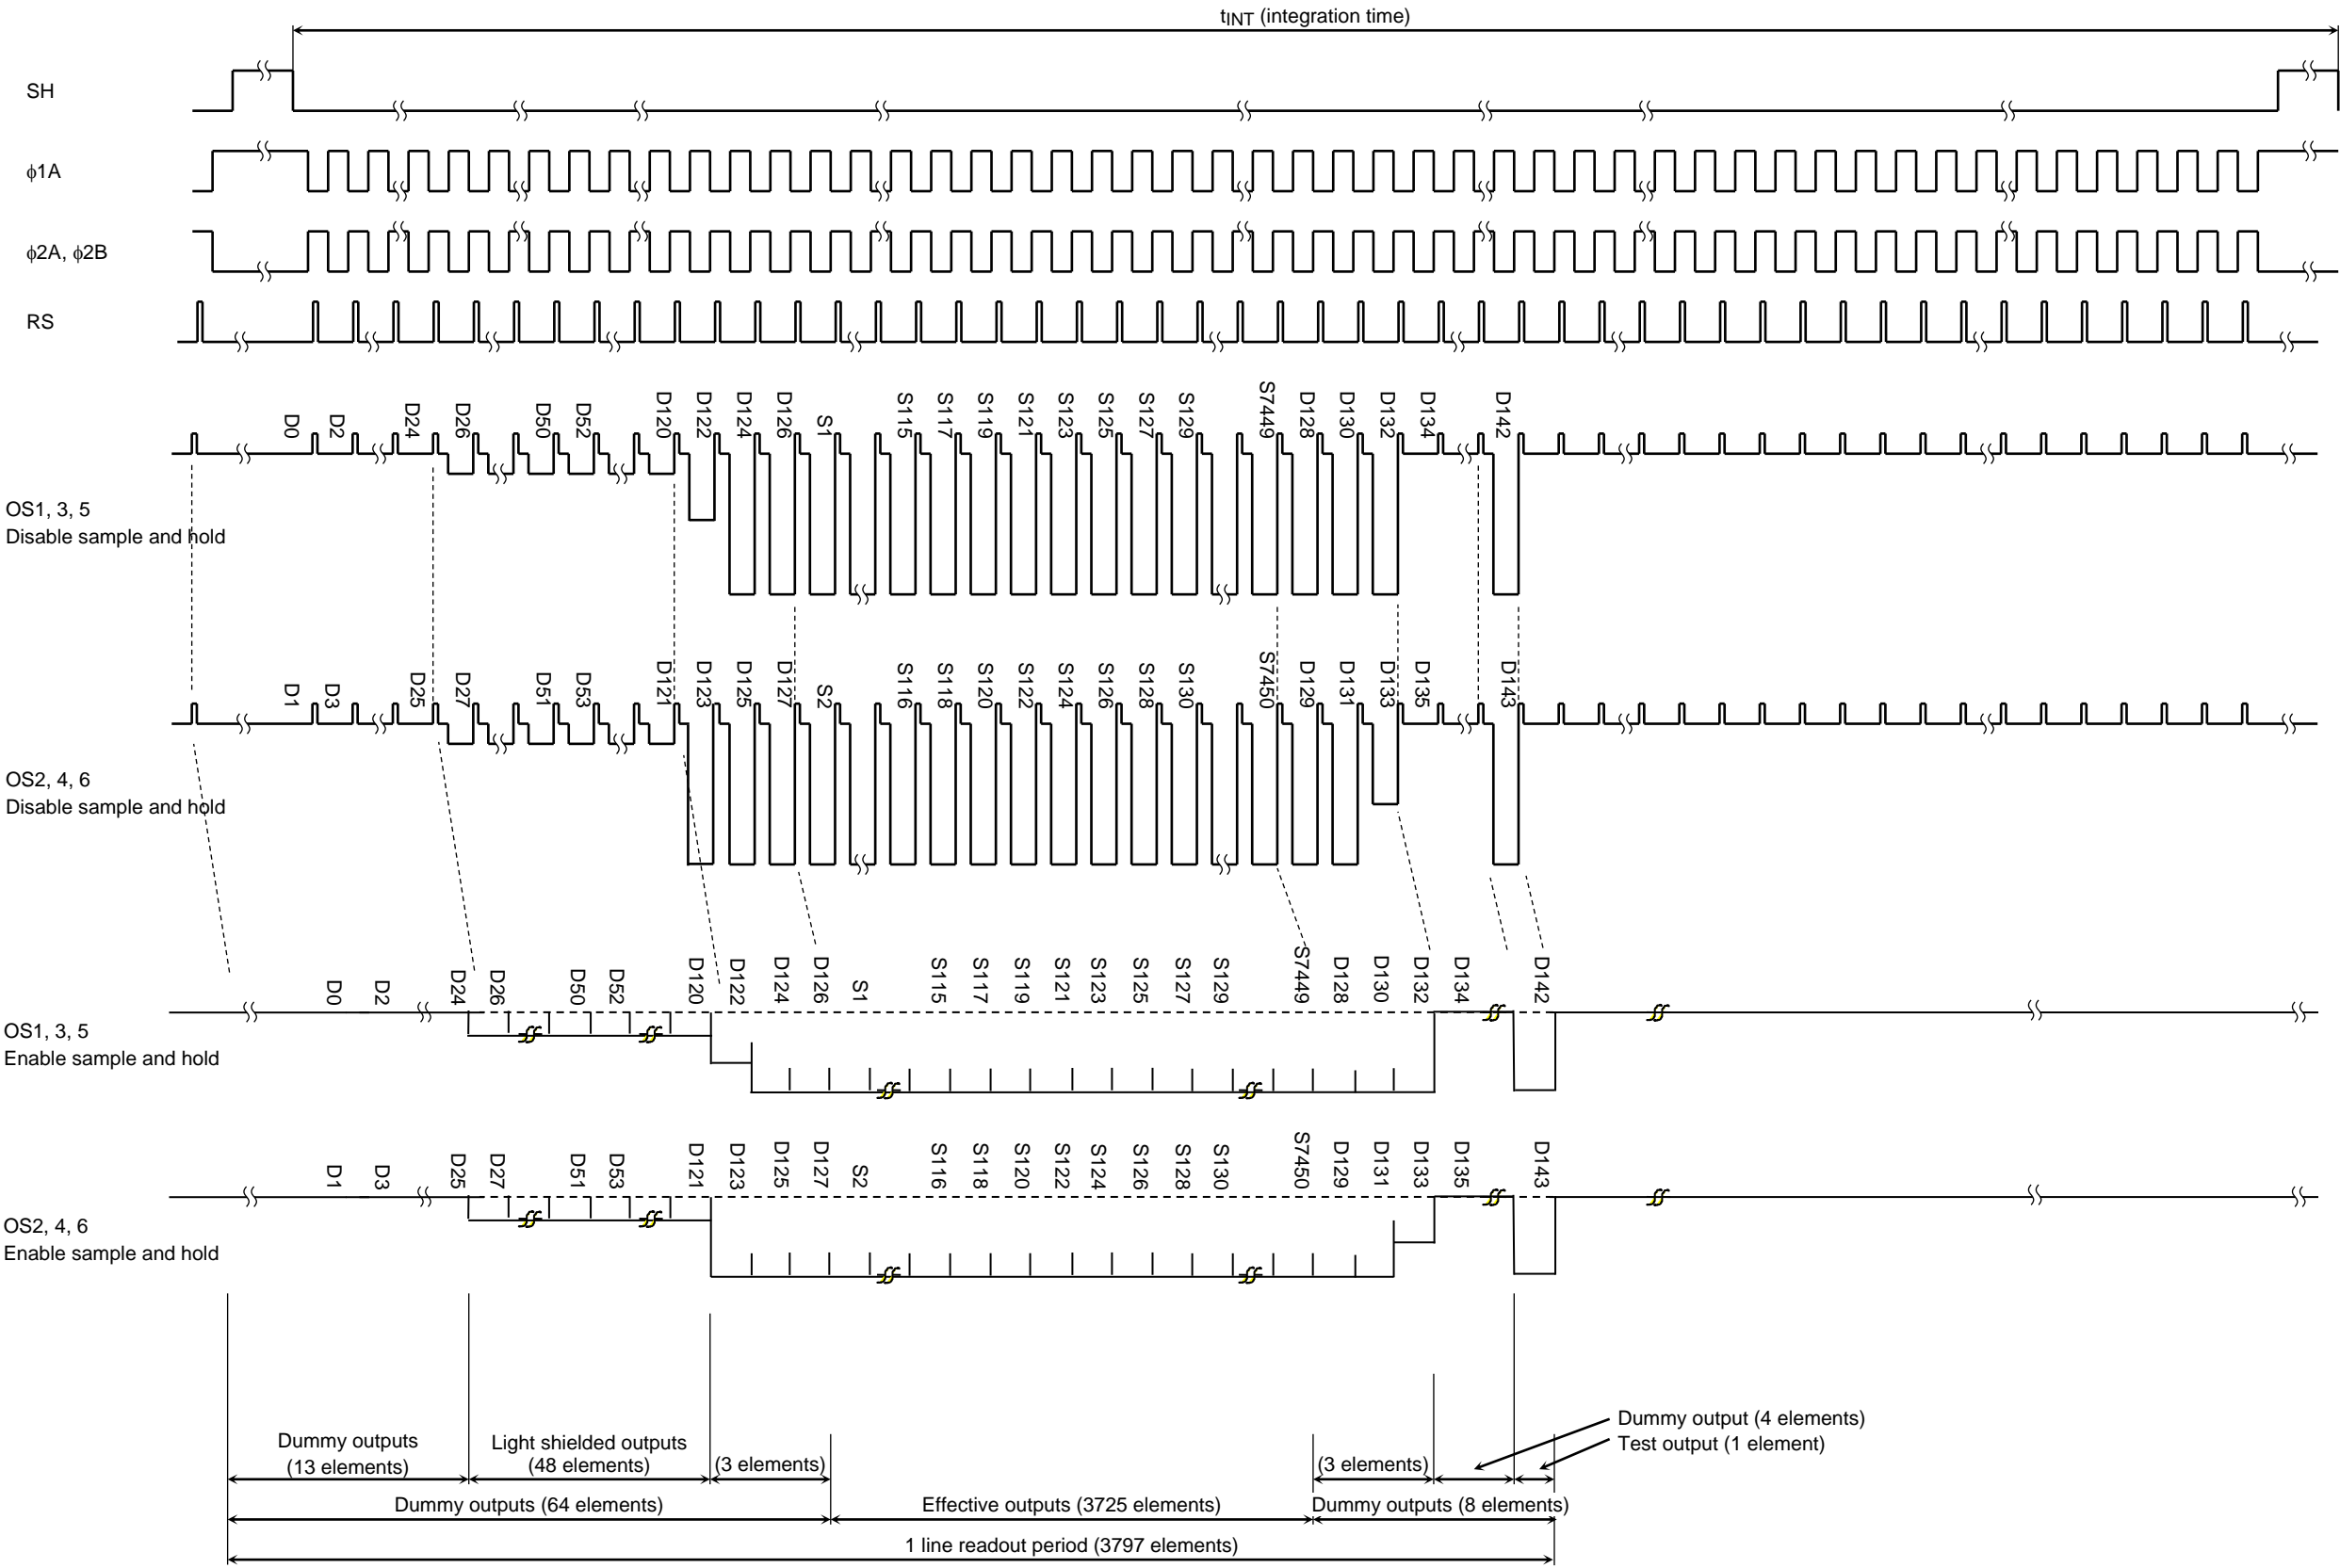 tINT (integration time)
SH
ϕ1A
ϕ2A, ϕ2B
RS
D0 D2 D24 D26 D50 D52 D120 D122 D124 D126 S1 S115 S117 S119 S121 S123 S125 S127 S129 S7449 D128 D130 D132 D134 D142
OS1, 3, 5
Disable sample and hold
D1 D3 D25 D27 D51 D53 D121 D123 D125 D127 S2 S116 S118 S120 S122 S124 S126 S128 S130 S7450 D129 D131 D133 D135 D143
OS2, 4, 6
Disable sample and hold
D0 D2 D24 D26 D50 D52 D120 D122 D124 D126 S1 S115 S117 S119 S121 S123 S125 S127 S129 S7449 D128 D130 D132 D134 D142
OS1, 3, 5
Enable sample and hold
D1 D3 D25 D27 D51 D53 D121 D123 D125 D127 S2 S116 S118 S120 S122 S124 S126 S128 S130 S7450 D129 D131 D133 D135 D143
OS2, 4, 6
Enable sample and hold
Dummy outputs
(13 elements)
Light shielded outputs
(48 elements)
(3 elements)
(3 elements)
Dummy output (4 elements)
Test output (1 element)
Dummy outputs (64 elements)
Effective outputs (3725 elements)
Dummy outputs (8 elements)
1 line readout period (3797 elements)